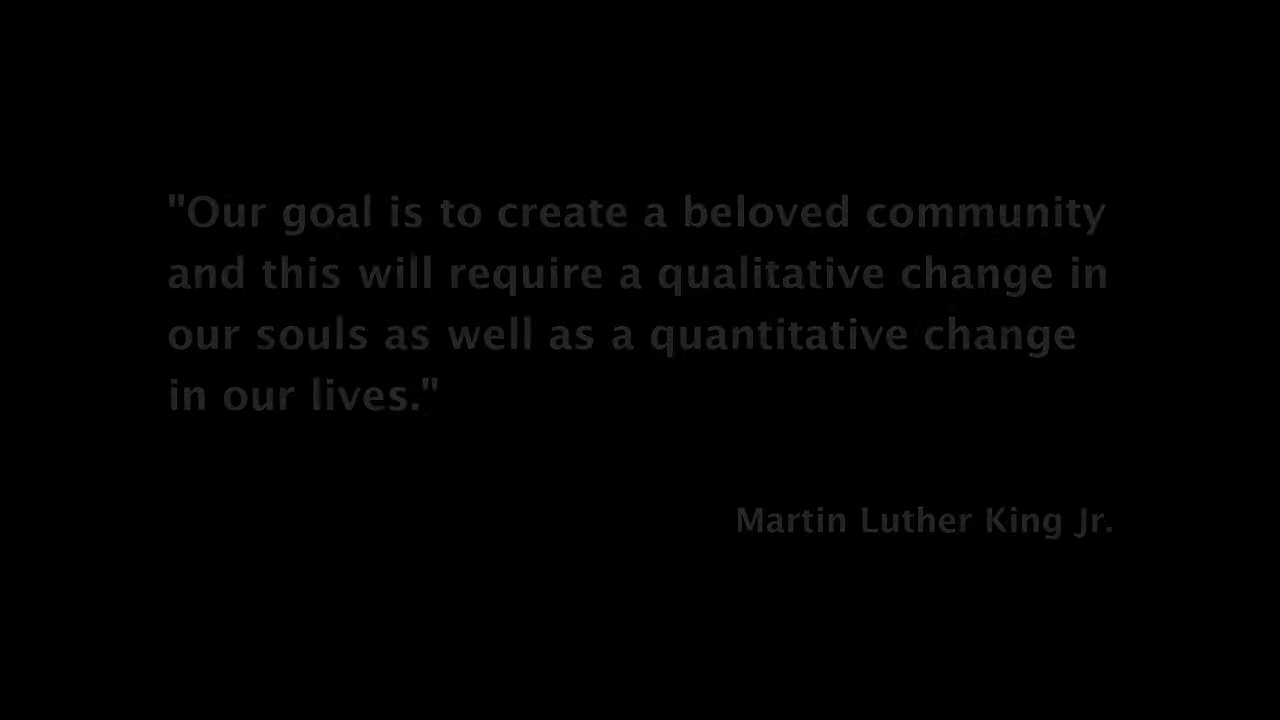 "Our goal is to create a beloved community
and this will require a qualitative change in
our souls as well as a quantitative change
in our lives."
Martin Luther King Jr.